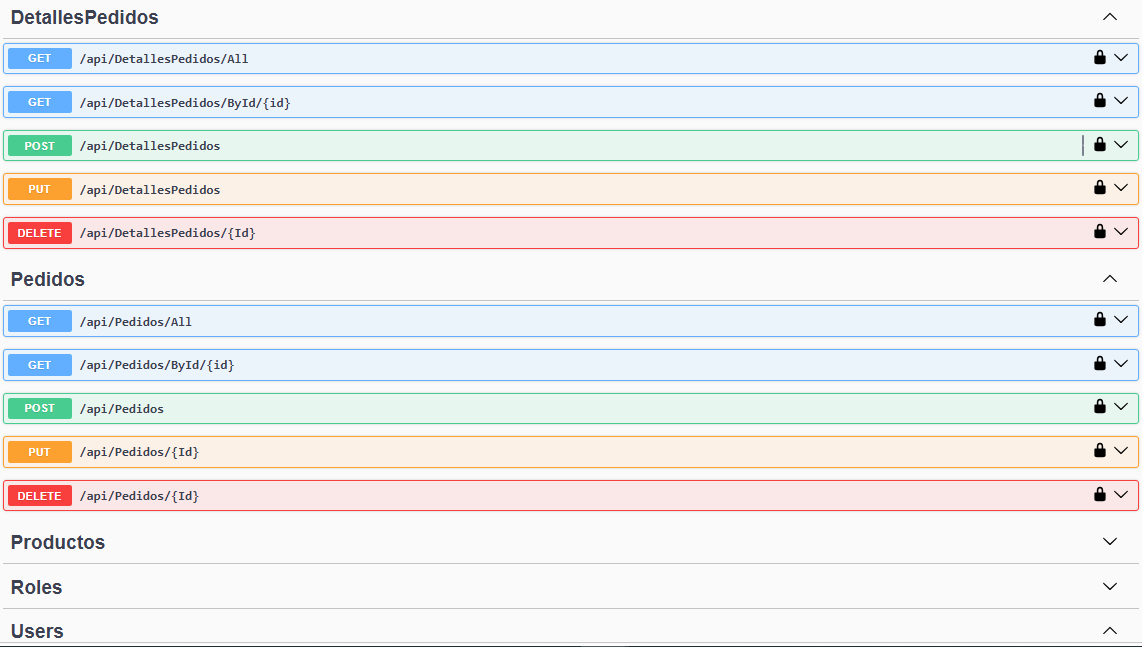 DetallesPedidos
GET /api/DetallesPedidos/All
GET /api/DetallesPedidos/ById/{id}
POST /api/DetallesPedidos
PUT /api/DetallesPedidos
DELETE /api/DetallesPedidos/{Id}
Pedidos
GET /api/Pedidos/All
GET /api/Pedidos/ById/{id}
POST /api/Pedidos
PUT /api/Pedidos/{Id}
DELETE /api/Pedidos/{Id}
Productos
Roles
Users